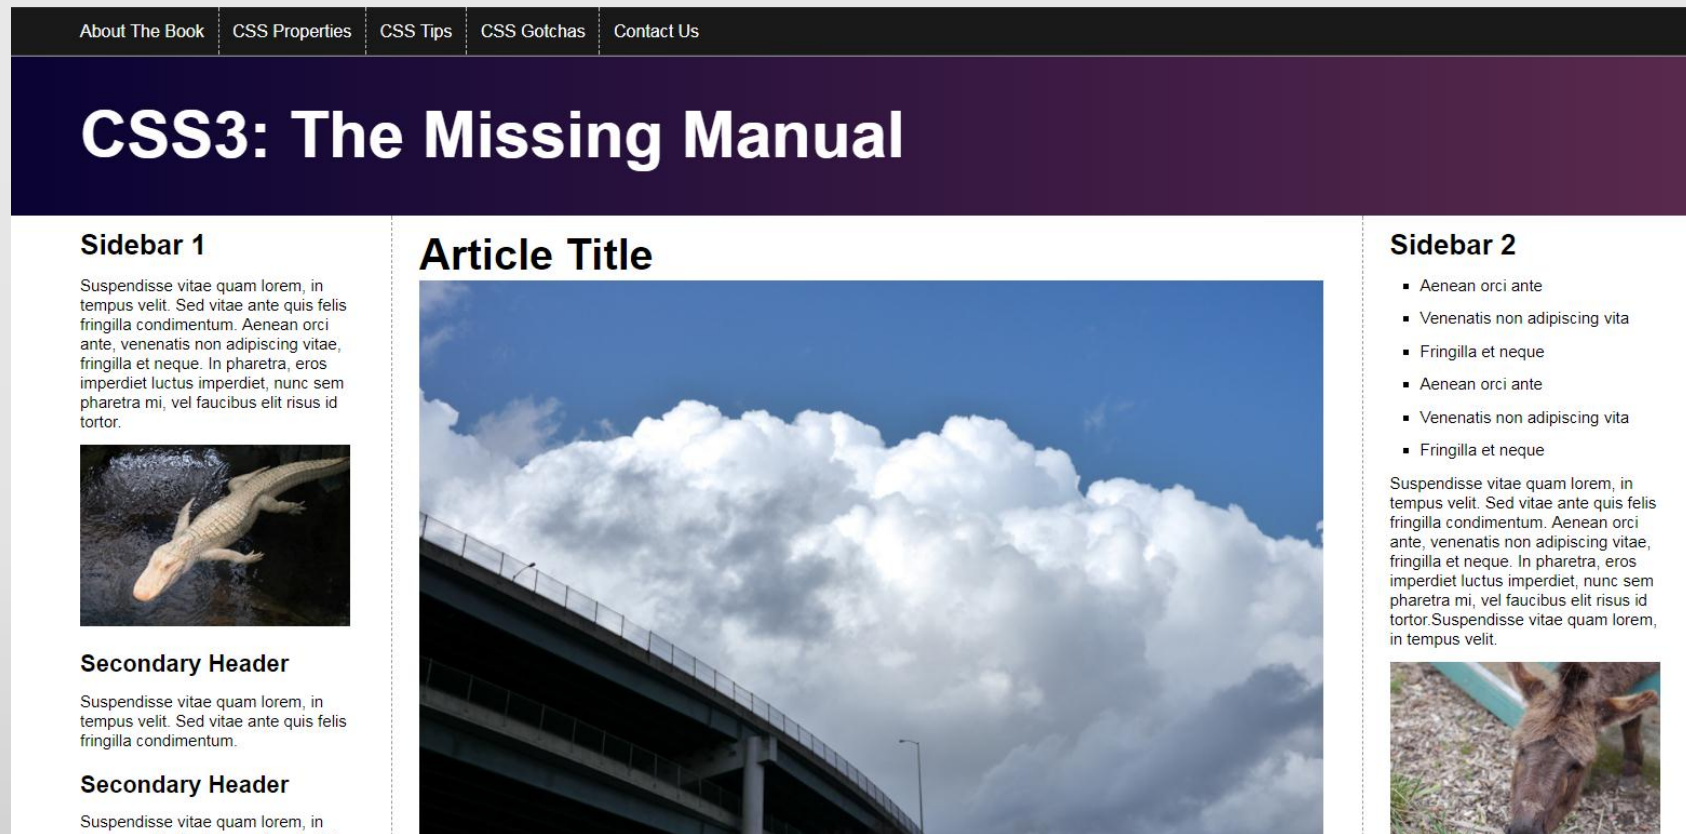 About The Book
CSS Properties
CSS Tips
CSS Gotchas
Contact Us
CSS3: The Missing Manual
Sidebar 1
Suspendisse vitae quam lorem, in
tempus velit. Sed vitae ante quis felis
fringilla condimentum. Aenean orci
ante, venenatis non adipiscing vitae,
fringilla et neque. In pharetra, eros
imperdiet luctus imperdiet, nunc sem
pharetra mi, vel faucibus elit risus id
tortor.
Secondary Header
Suspendisse vitae quam lorem, in
tempus velit. Sed vitae ante quis felis
fringilla condimentum.
Secondary Header
Suspendisse vitae quam lorem, in
Article Title
Sidebar 2
Aenean orci ante
Venenatis non adipiscing vita
Fringilla et neque
Aenean orci ante
Venenatis non adipiscing vita
Fringilla et neque
Suspendisse vitae quam lorem, in
tempus velit. Sed vitae ante quis felis
fringilla condimentum. Aenean orci
ante, venenatis non adipiscing vitae,
fringilla et neque. In pharetra, eros
imperdiet luctus imperdiet, nunc sem
pharetra mi, vel faucibus elit risus id
tortor.Suspendisse vitae quam lorem,
in tempus velit.